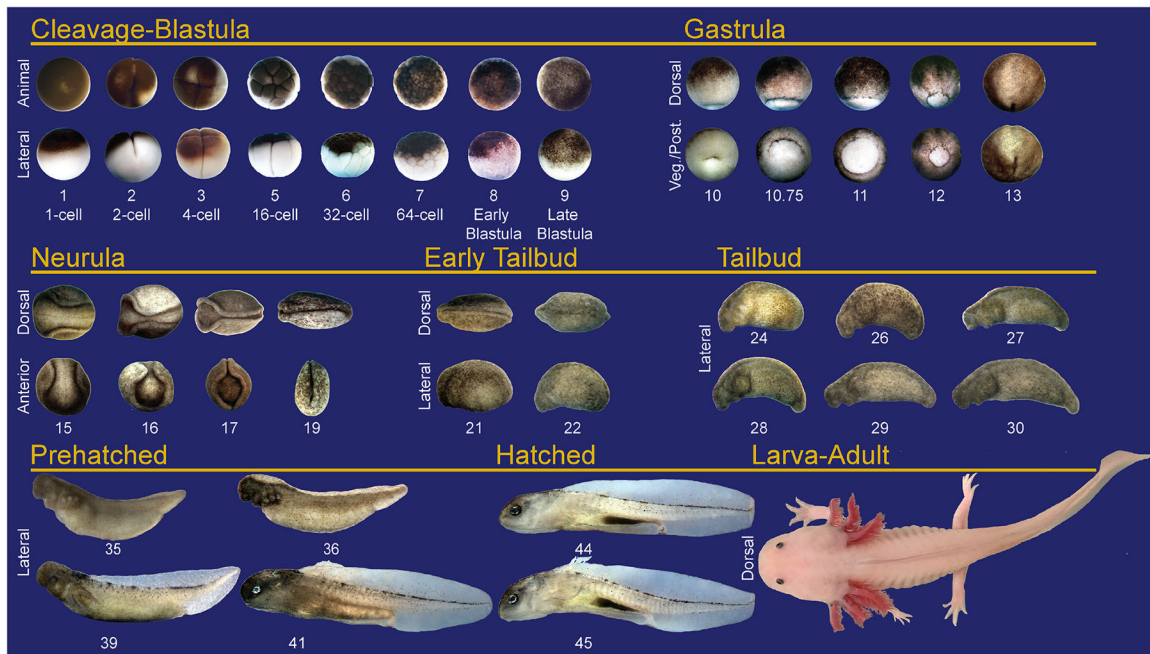 Cleavage-Blastula
Gastrula
Animal
Dorsal
Lateral
Veg./Post.
1 2 3 5 6 7 8 9
10 10.75 11 12 13
1-cell 2-cell 4-cell 16-cell 32-cell 64-cell Early Late
Blastula Blastula
Neurula Early Tailbud Tailbud
Dorsal
Dorsal
Lateral
24 26 27
Anterior
Lateral
15 16 17 19
21 22
28 29 30
Prehatched Hatched Larva-Adult
Lateral
Dorsal
35 36 44
39 41 45